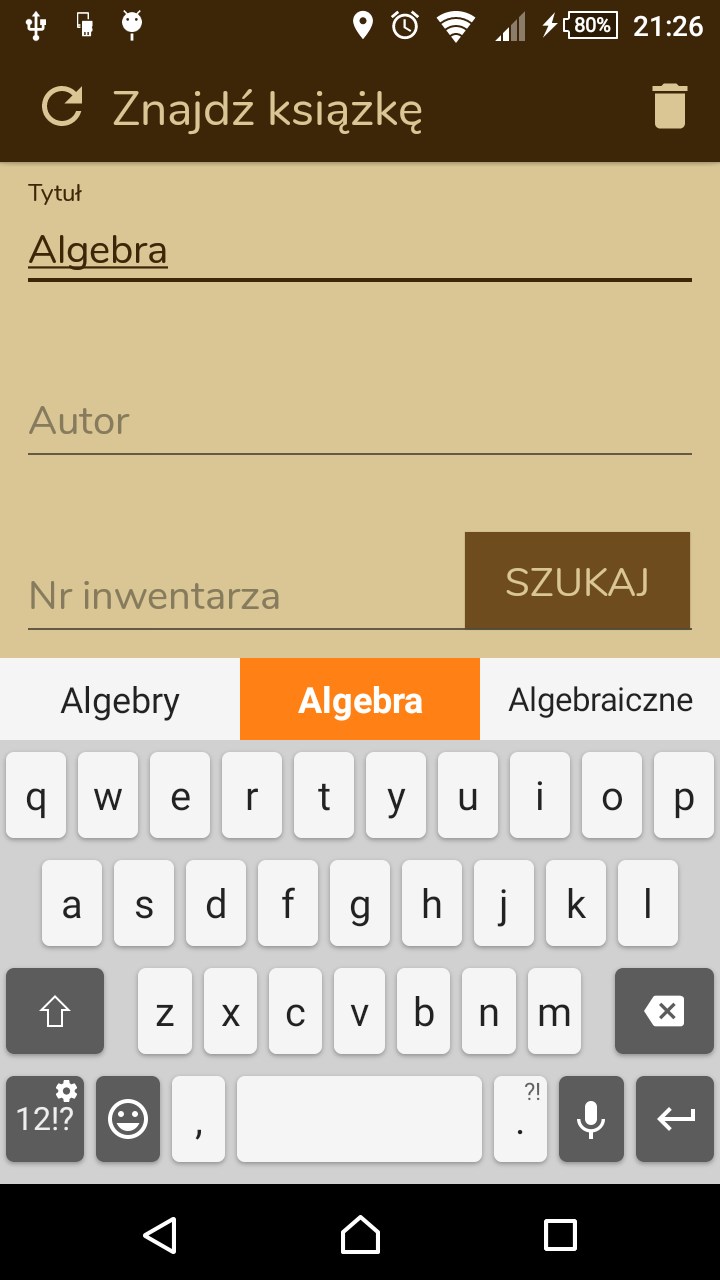 80% 21:26
Znajdź książkę
Tytuł
Algebra
Autor
Nr inwentarza SZUKAJ
Algebry Algebra Algebraiczne
q w e r t y u i o p
a s d f g h j k l
z x c v b n m
12!? , . ?!